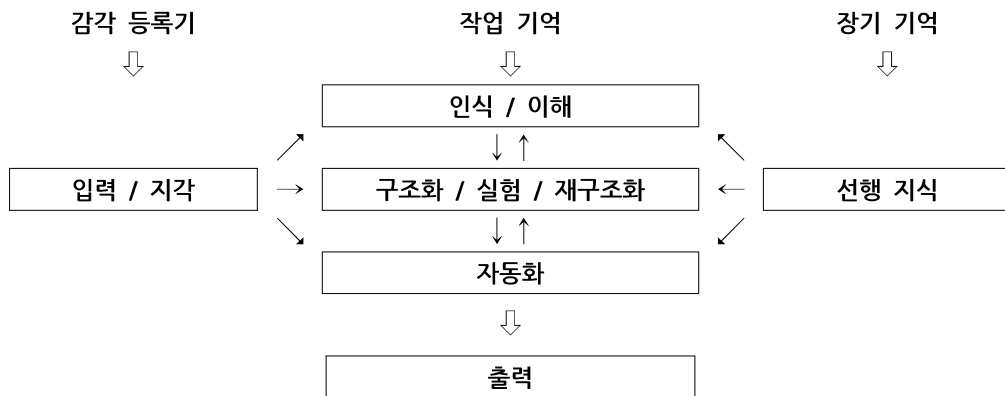 감각 등록기
작업 기억
장기 기억
인식 / 이해
입력 / 지각
구조화 / 실험 / 재구조화
선행 지식
자동화
출력